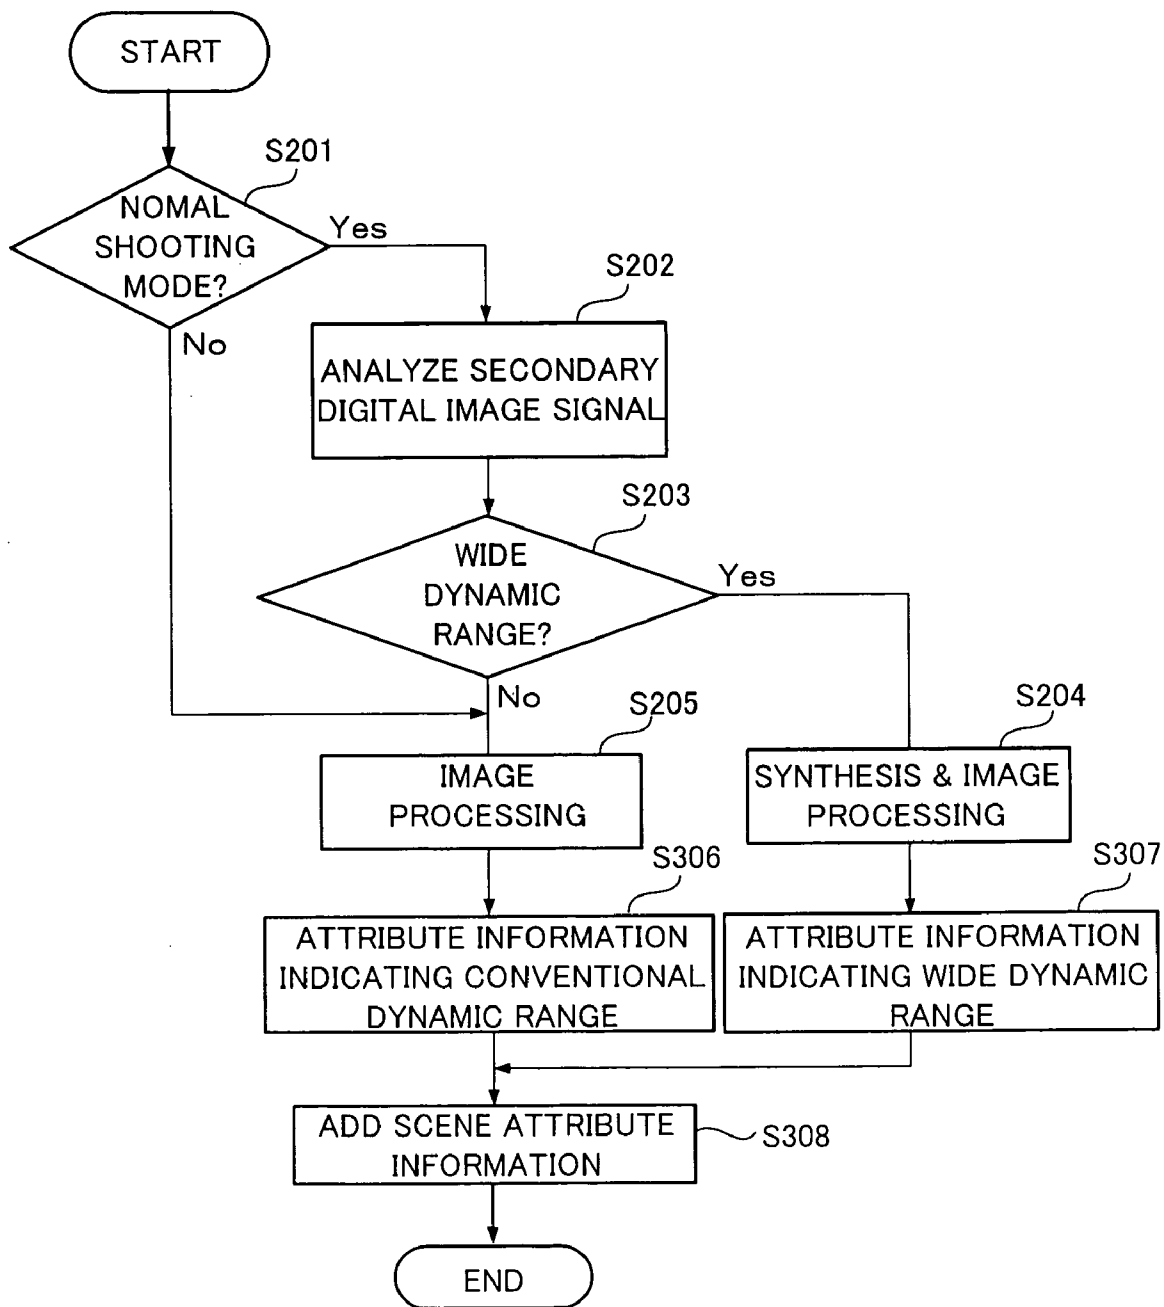 START
S201
NOMAL
SHOOTING
MODE?
Yes
No
S202
ANALYZE SECONDARY
DIGITAL IMAGE SIGNAL
S203
WIDE
DYNAMIC
RANGE?
Yes
No
S205
IMAGE
PROCESSING
S204
SYNTHESIS & IMAGE
PROCESSING
S306
ATTRIBUTE INFORMATION
INDICATING CONVENTIONAL
DYNAMIC RANGE
S307
ATTRIBUTE INFORMATION
INDICATING WIDE DYNAMIC
RANGE
ADD SCENE ATTRIBUTE
INFORMATION
S308
END